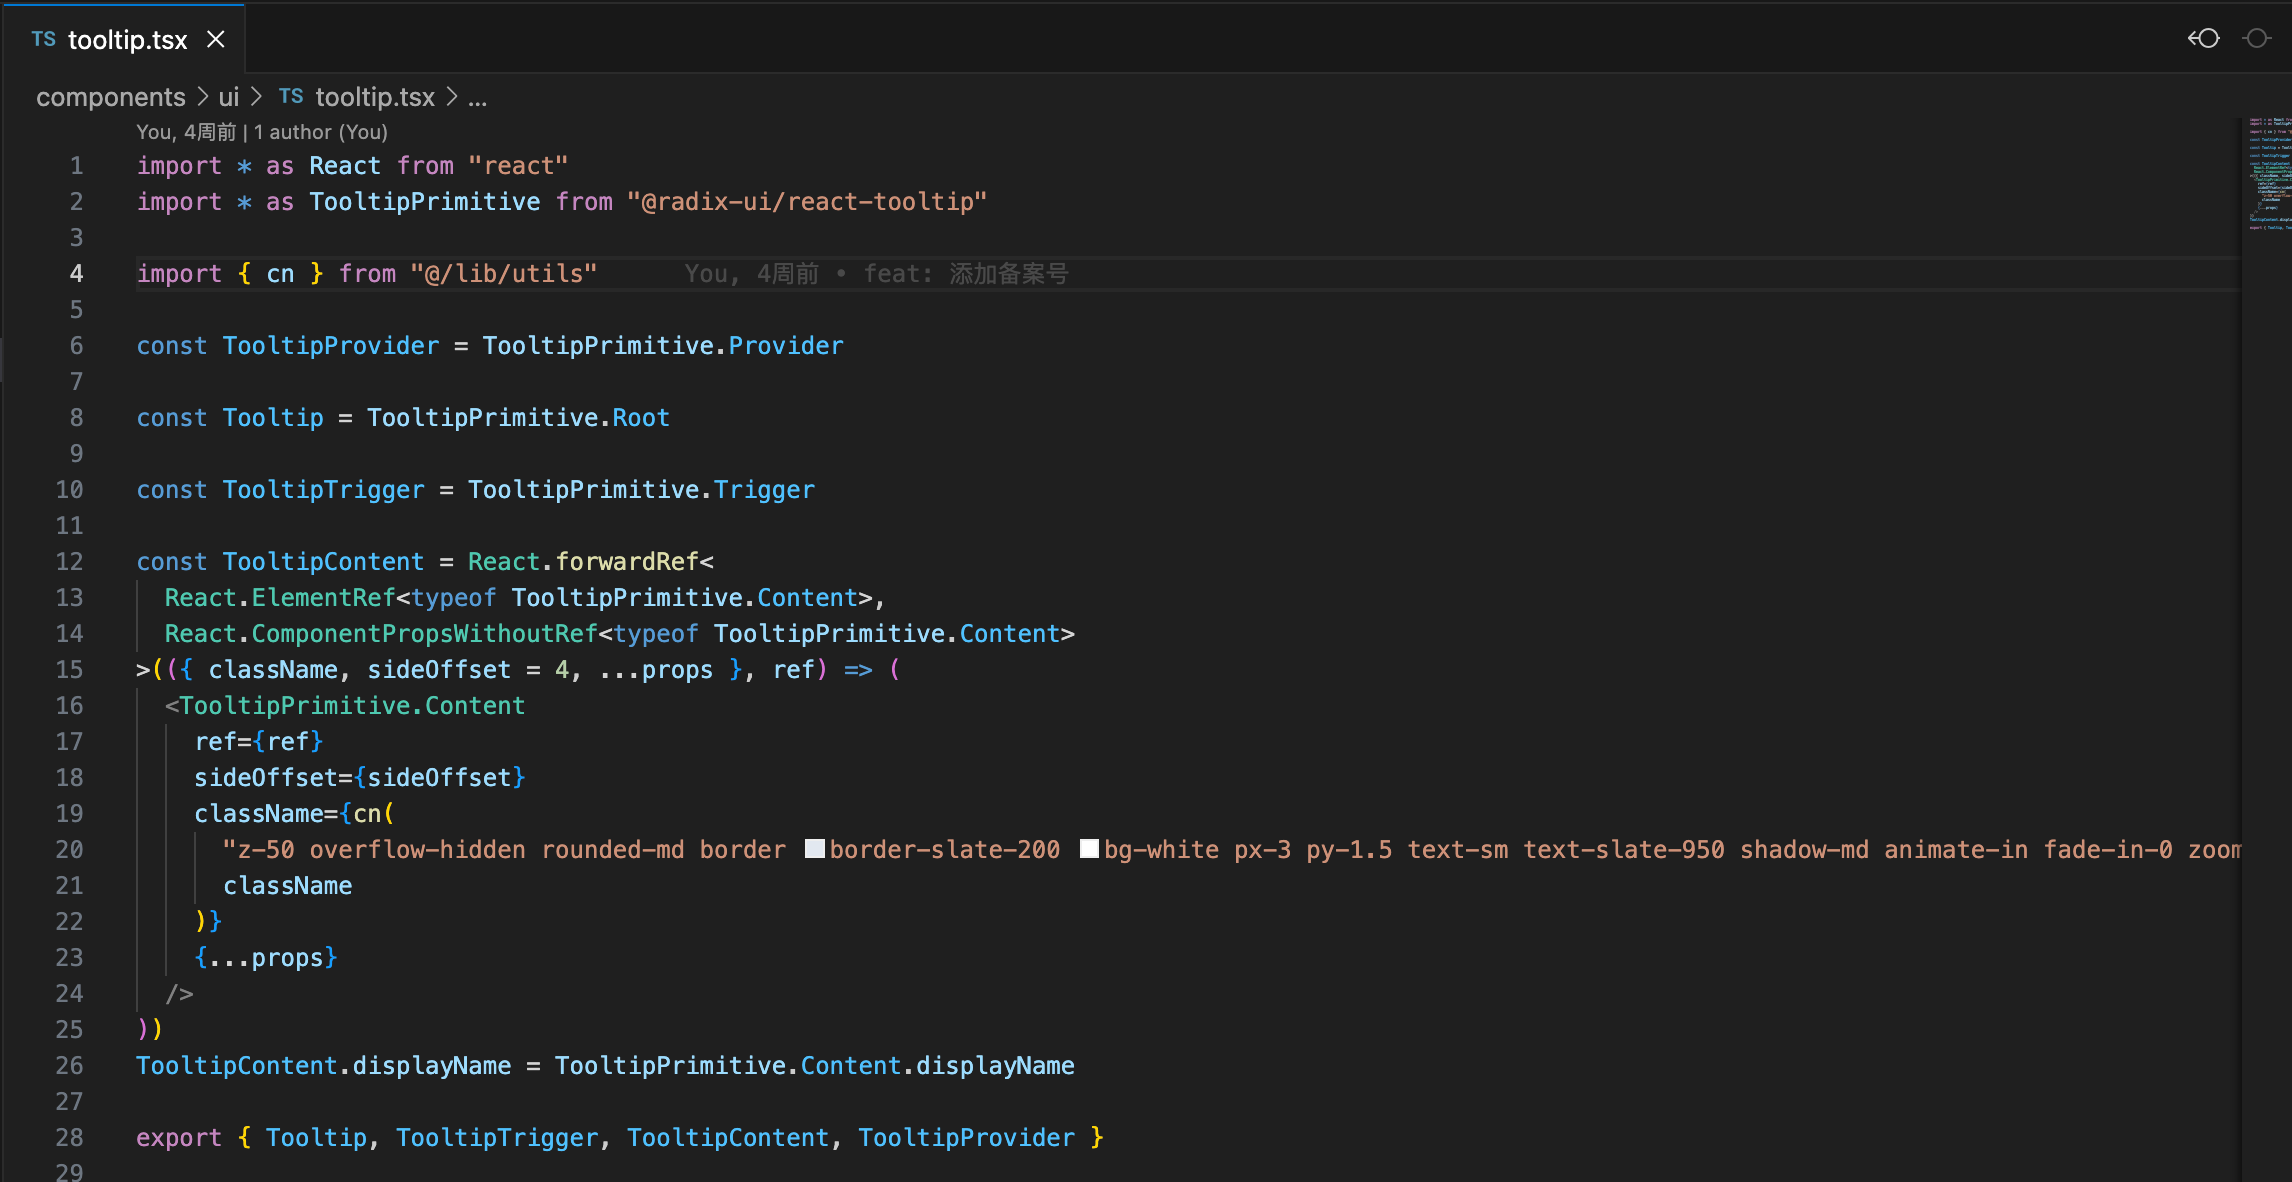 TS tooltip.tsx
components > ui > TS tooltip.tsx > ...
You, 4周前 | 1 author (You)
1 import * as React from "react"
2 import * as TooltipPrimitive from "@radix-ui/react-tooltip"
3
4 import { cn } from "@/lib/utils" You, 4周前 • feat: 添加备案号
5
6 const TooltipProvider = TooltipPrimitive.Provider
7
8 const Tooltip = TooltipPrimitive.Root
9
10 const TooltipTrigger = TooltipPrimitive.Trigger
11
12 const TooltipContent = React.forwardRef<
13 React.ElementRef<typeof TooltipPrimitive.Content>,
14 React.ComponentPropsWithoutRef<typeof TooltipPrimitive.Content>
15 >(({ className, sideOffset = 4, ...props }, ref) => (
16 <TooltipPrimitive.Content
17 ref={ref}
18 sideOffset={sideOffset}
19 className={cn(
20 "z-50 overflow-hidden rounded-md border border-slate-200 bg-white px-3 py-1.5 text-sm text-slate-950 shadow-md animate-in fade-in-0 zoom
21 className
22 )}
23 {...props}
24 />
25 ))
26 TooltipContent.displayName = TooltipPrimitive.Content.displayName
27
28 export { Tooltip, TooltipTrigger, TooltipContent, TooltipProvider }
29